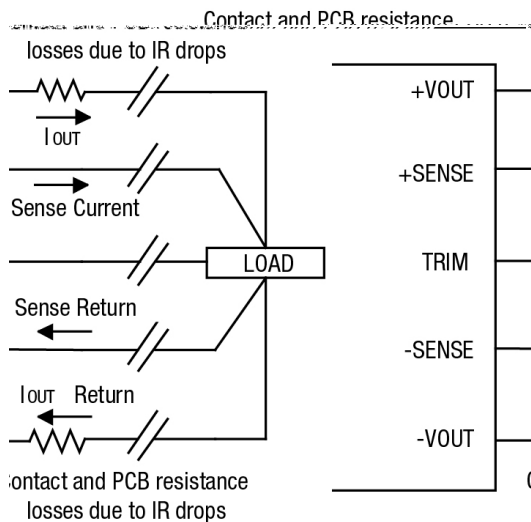 Contact and PCB resistance
losses due to IR drops
+VOUT
IOUT
+SENSE
Sense Current
LOAD
TRIM
Sense Return
-SENSE
IOUT Return
-VOUT
ontact and PCB resistance
losses due to IR drops